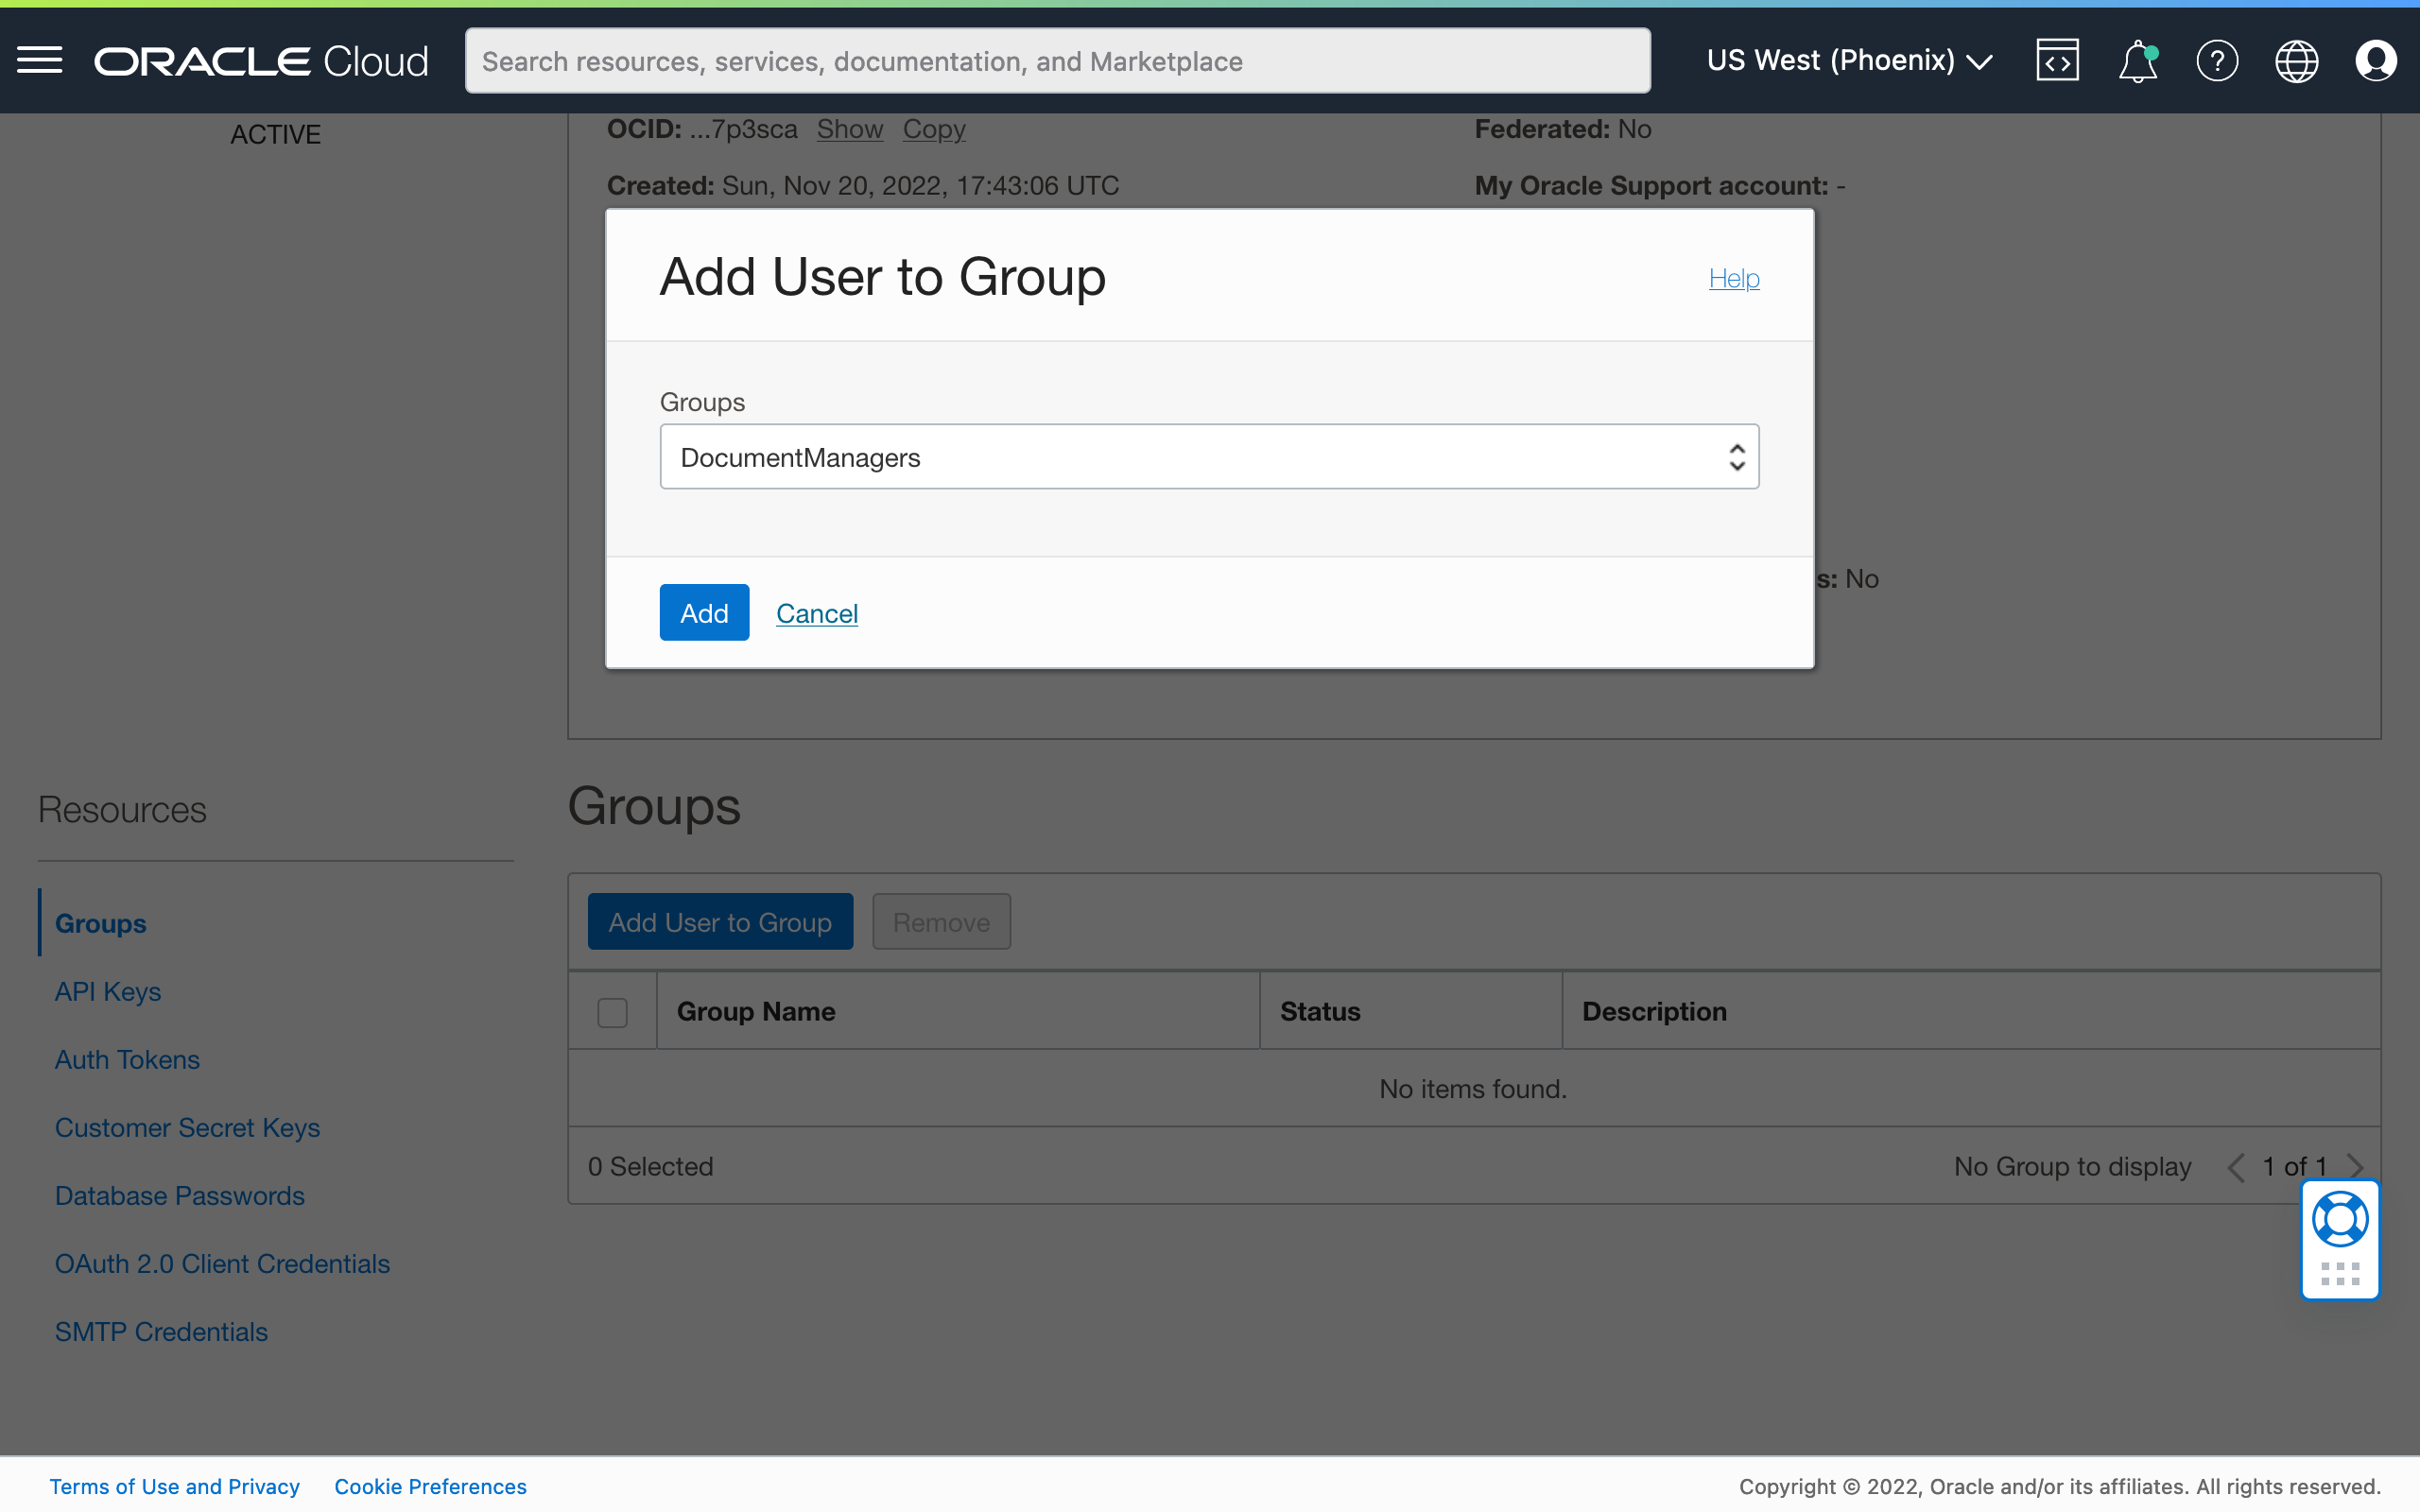 ORACLE Cloud
Search resources, services, documentation, and Marketplace
US West (Phoenix)
ACTIVE
OCID: ...7p3sca Show Copy
Federated: No
Created: Sun, Nov 20, 2022, 17:43:06 UTC
My Oracle Support account: -
Add User to Group
Help
Groups
DocumentManagers
s: No
Add
Cancel
Resources
Groups
Groups
API Keys
Auth Tokens
Customer Secret Keys
Database Passwords
OAuth 2.0 Client Credentials
SMTP Credentials
Add User to Group
Remove
Group Name
Status
Description
No items found.
0 Selected
No Group to display
1 of 1
Terms of Use and Privacy
Cookie Preferences
Copyright © 2022, Oracle and/or its affiliates. All rights reserved.